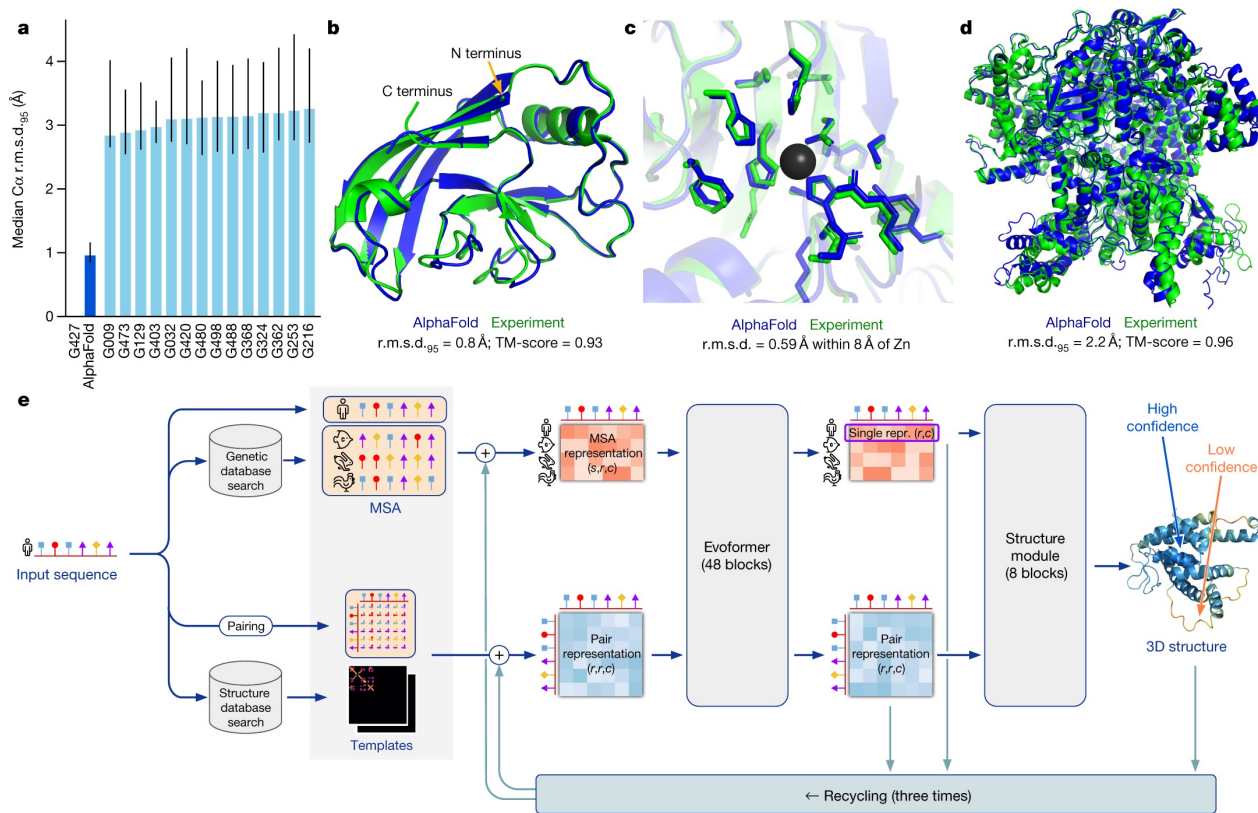 a
Median Cα r.m.s.d.95 (Å)
4
3
2
1
0
G427
AlphaFold
G009
G473
G129
G403
G032
G420
G480
G498
G488
G368
G324
G362
G253
G216
b
N terminus
C terminus
AlphaFold Experiment
r.m.s.d.95 = 0.8 Å; TM-score = 0.93
c
AlphaFold Experiment
r.m.s.d. = 0.59 Å within 8 Å of Zn
d
AlphaFold Experiment
r.m.s.d.95 = 2.2 Å; TM-score = 0.96
e
Input sequence
Genetic
database
search
MSA
Pairing
Structure
database
search
Templates
+
+
MSA
representation
(s,r,c)
Pair
representation
(r,r,c)
Evoformer
(48 blocks)
Single repr. (r,c)
Pair
representation
(r,r,c)
Structure
module
(8 blocks)
High
confidence
Low
confidence
3D structure
← Recycling (three times)